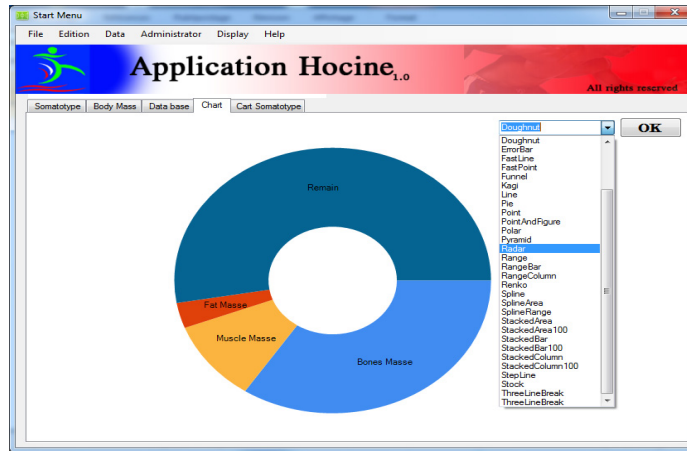 Start Menu
File Edition Data Administrator Display Help
Application Hocine 1.0
All rights reserved
Somatotype Body Mass Data base Chart Cart Somatotype
Doughnut OK
Doughnut
ErrorBar
FastLine
FastPoint
Funnel
Kagi
Line
Pie
Point
PointAndFigure
Polar
Pyramid
Radar
Range
RangeBar
RangeColumn
Renko
Spline
SplineArea
SplineRange
StackedArea
StackedArea100
StackedBar
StackedBar100
StackedColumn
StackedColumn100
StepLine
Stock
ThreeLineBreak
ThreeLineBreak
Remain
Fat Masse
Muscle Masse
Bones Masse